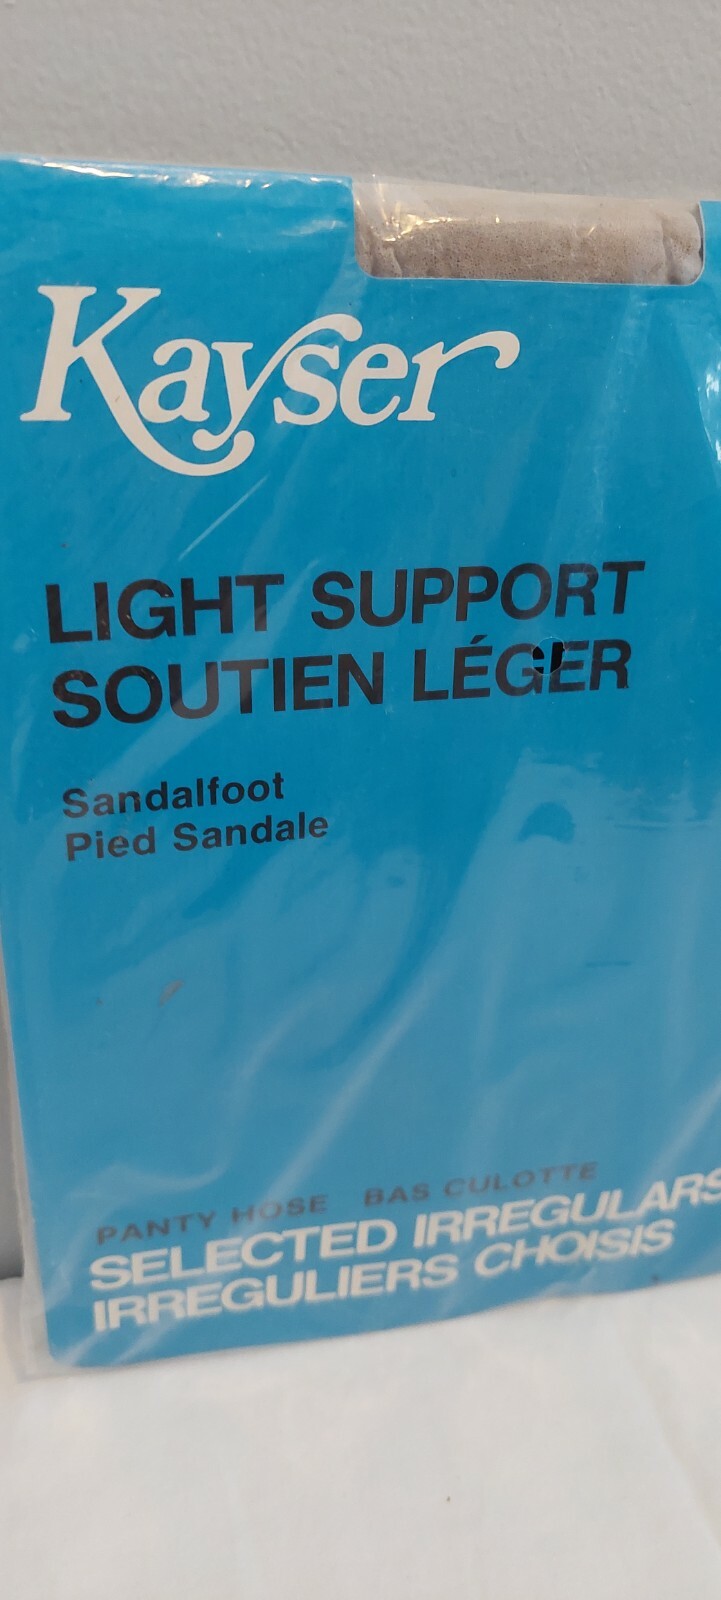 Kayser
LIGHT SUPPORT
SOUTIEN LÉGER
Sandalfoot
Pied Sandale
PANTY HOSE BAS CULOTTE
SELECTED IRREGULARS
IRREGULIERS CHOISIS